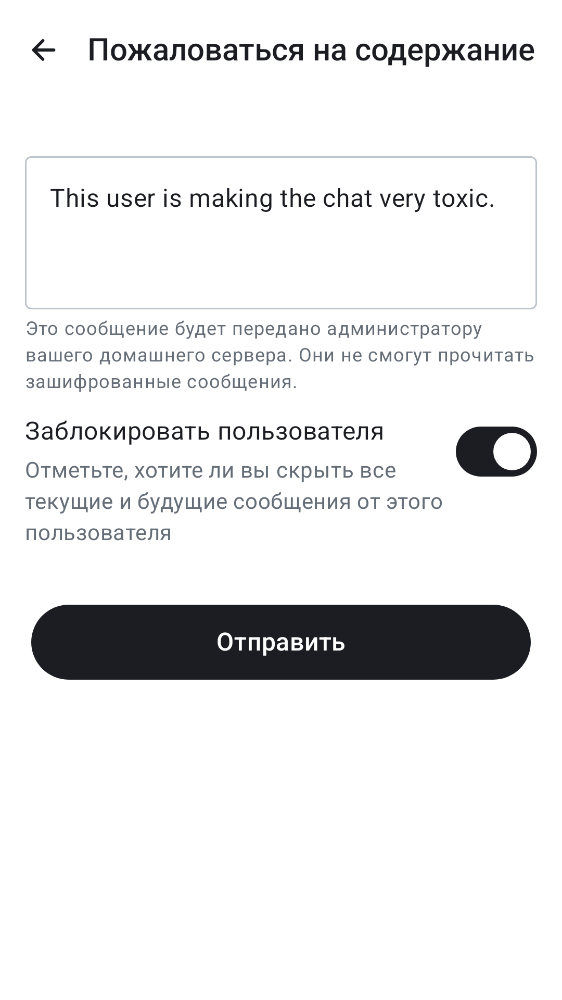 Пожаловаться на содержание
This user is making the chat very toxic.
Это сообщение будет передано администратору
вашего домашнего сервера. Они не смогут прочитать
зашифрованные сообщения.
Заблокировать пользователя
Отметьте, хотите ли вы скрыть все
текущие и будущие сообщения от этого
пользователя
Отправить